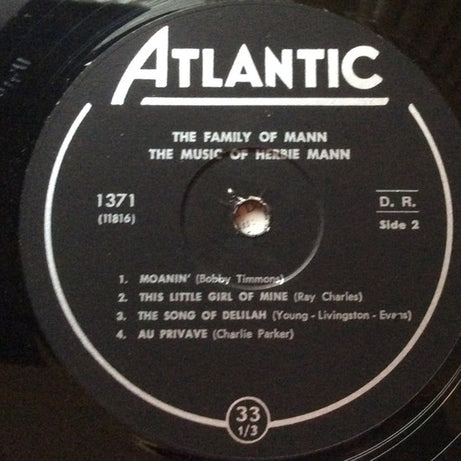 ATLANTIC
THE FAMILY OF MANN
THE MUSIC OF HERBIE MANN
1371
(11816)
D. R.
Side 2
1. MOANIN' (Bobby Timmons)
2. THIS LITTLE GIRL OF MINE (Ray Charles)
3. THE SONG OF DELILAH (Young - Livingston - Evans)
4. AU PRIVAVE (Charlie Parker)
33
1/3